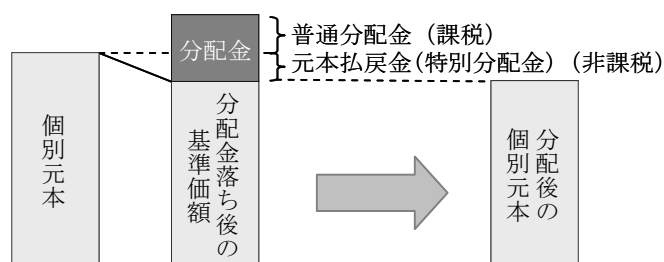 普通分配金（課税）
分配金
元本払戻金(特別分配金)（非課税）
個別元本
分配金落ち後の
基準価額
分配後の
個別元本